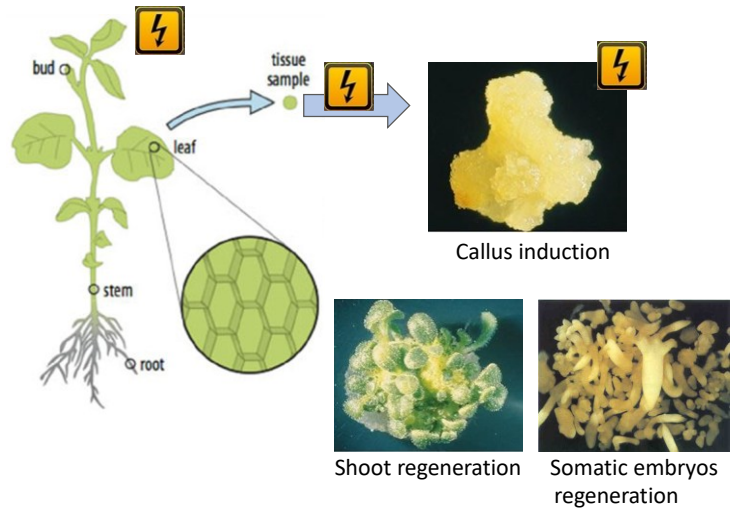 bud
tissue
sample
leaf
Callus induction
stem
root
Shoot regeneration
Somatic embryos
regeneration